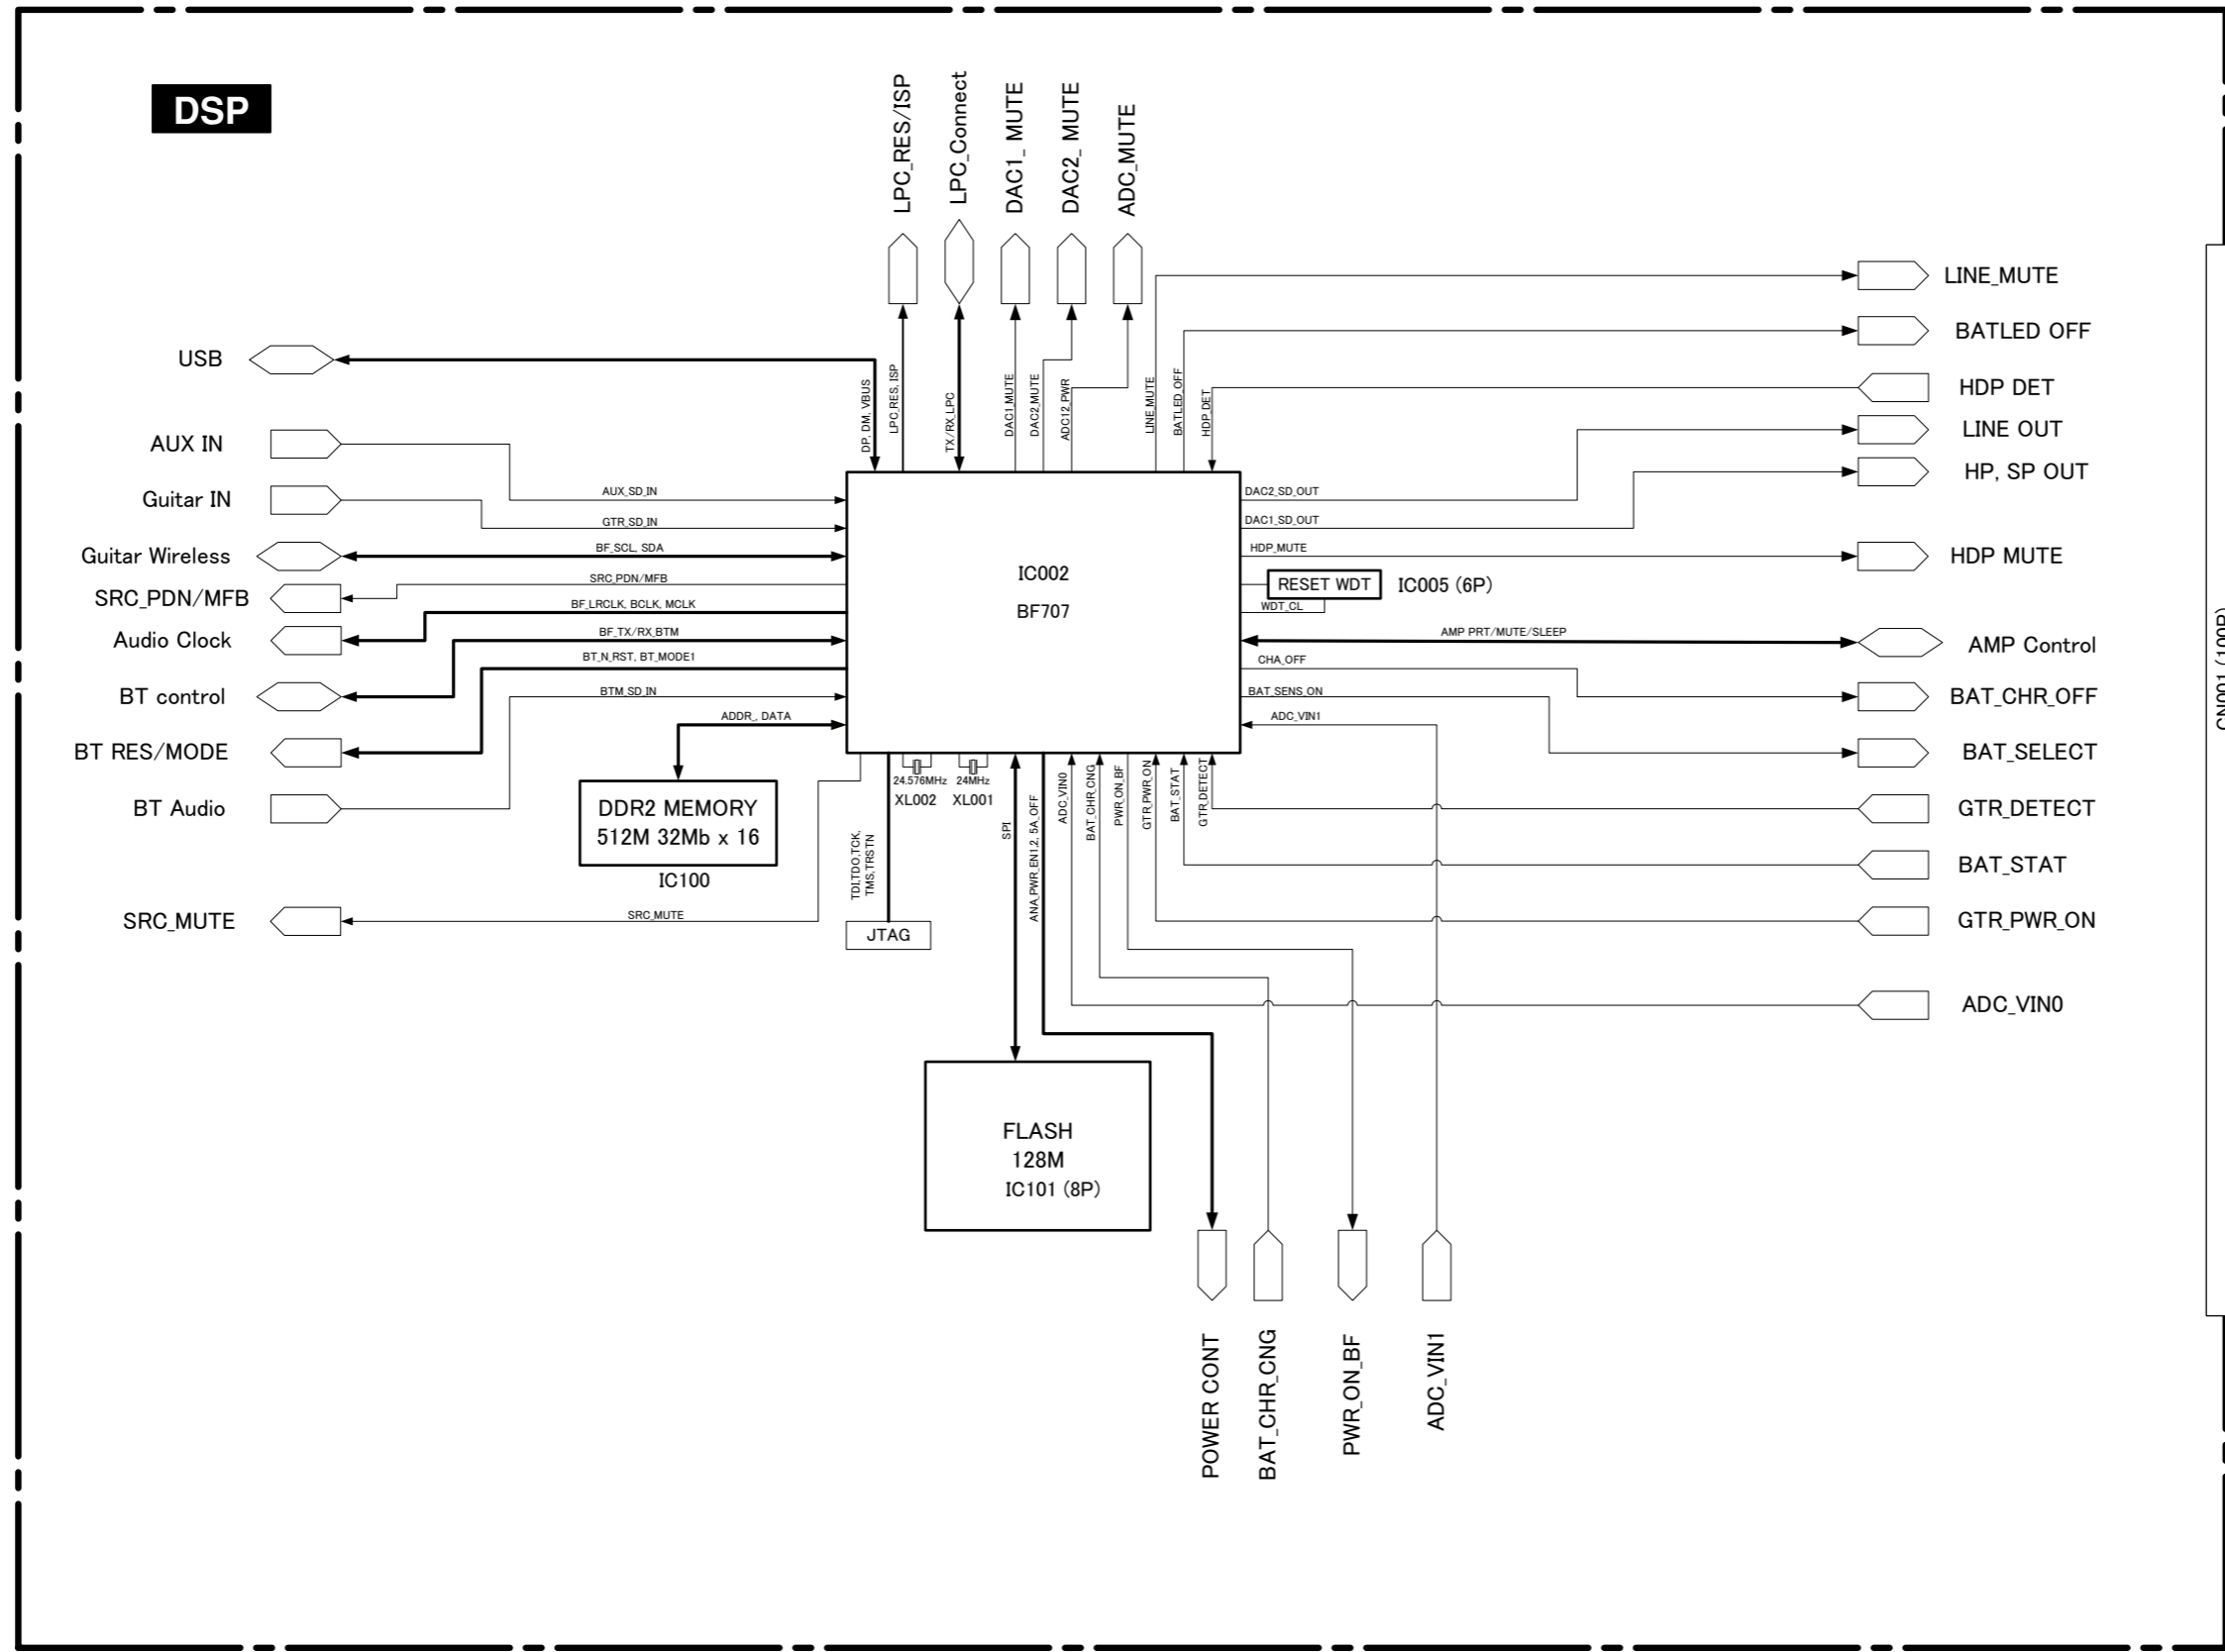 DSP
LPC_RES/ISP
LPC_Connect
DAC1_ MUTE
DAC2_ MUTE
ADC_MUTE
USB
AUX IN
Guitar IN
Guitar Wireless
SRC_PDN/MFB
Audio Clock
BT control
BT RES/MODE
BT Audio
SRC_MUTE
DP, DM, VBUS
LPC_RES, ISP
TX/RX_LPC
DAC1_MUTE
DAC2_MUTE
ADC12_PWR
LINE_MUTE
BATLED_OFF
HDP_DET
AUX_SD_IN
GTR_SD_IN
BF_SCL, SDA
SRC_PDN/MFB
BF_LRCLK, BCLK, MCLK
BF_TX/RX_BTM
BT_N_RST, BT_MODE1
BTM_SD_IN
ADDR_, DATA
SRC_MUTE
IC002
BF707
DAC2_SD_OUT
DAC1_SD_OUT
HDP_MUTE
RESET WDT
IC005 (6P)
WDT_CL
AMP PRT/MUTE/SLEEP
CHA_OFF
BAT_SENS_ON
ADC_VIN1
DDR2 MEMORY
512M 32Mb x 16
IC100
24.576MHz
XL002
24MHz
XL001
TDI,TDO,TCK,
TMS,TRSTN
JTAG
SPI
ANA_PWR_EN1,2, 5A_OFF
ADC_VIN0
BAT_CHR_CNG
PWR_ON_BF
GTR_PWR_ON
BAT_STAT
GTR_DETECT
FLASH
128M
IC101 (8P)
LINE_MUTE
BATLED OFF
HDP DET
LINE OUT
HP, SP OUT
HDP MUTE
AMP Control
BAT_CHR_OFF
BAT_SELECT
GTR_DETECT
BAT_STAT
GTR_PWR_ON
ADC_VIN0
POWER CONT
BAT_CHR_CNG
PWR_ON_BF
ADC_VIN1
CN001 (100P)